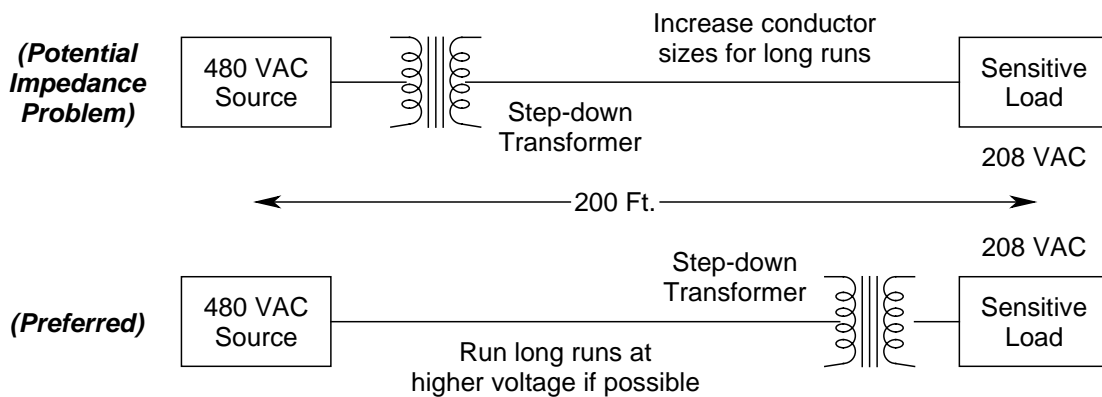 (Potential
Impedance
Problem)
480 VAC
Source
Step-down
Transformer
Increase conductor
sizes for long runs
Sensitive
Load
208 VAC
200 Ft.
208 VAC
(Preferred)
480 VAC
Source
Run long runs at
higher voltage if possible
Step-down
Transformer
Sensitive
Load